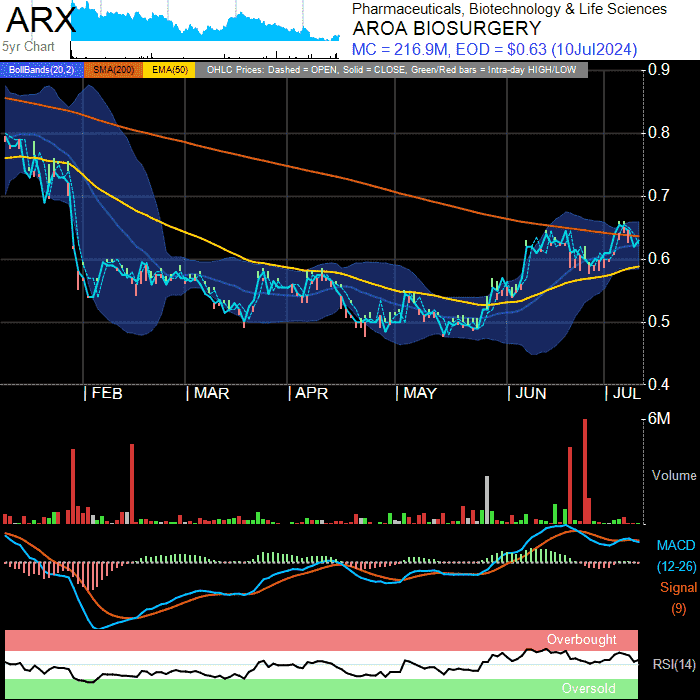 ARX
5yr Chart
Pharmaceuticals, Biotechnology & Life Sciences
AROA BIOSURGERY
MC = 216.9M, EOD = $0.63 (10Jul2024)
BollBands(20,2) SMA(200) EMA(50) OHLC Prices: Dashed = OPEN, Solid = CLOSE, Green/Red bars = Intra-day HIGH/LOW
0.9
0.8
0.7
0.6
0.5
0.4
FEB MAR APR MAY JUN JUL
6M
Volume
MACD
(12-26)
Signal
(9)
Overbought
RSI(14)
Oversold